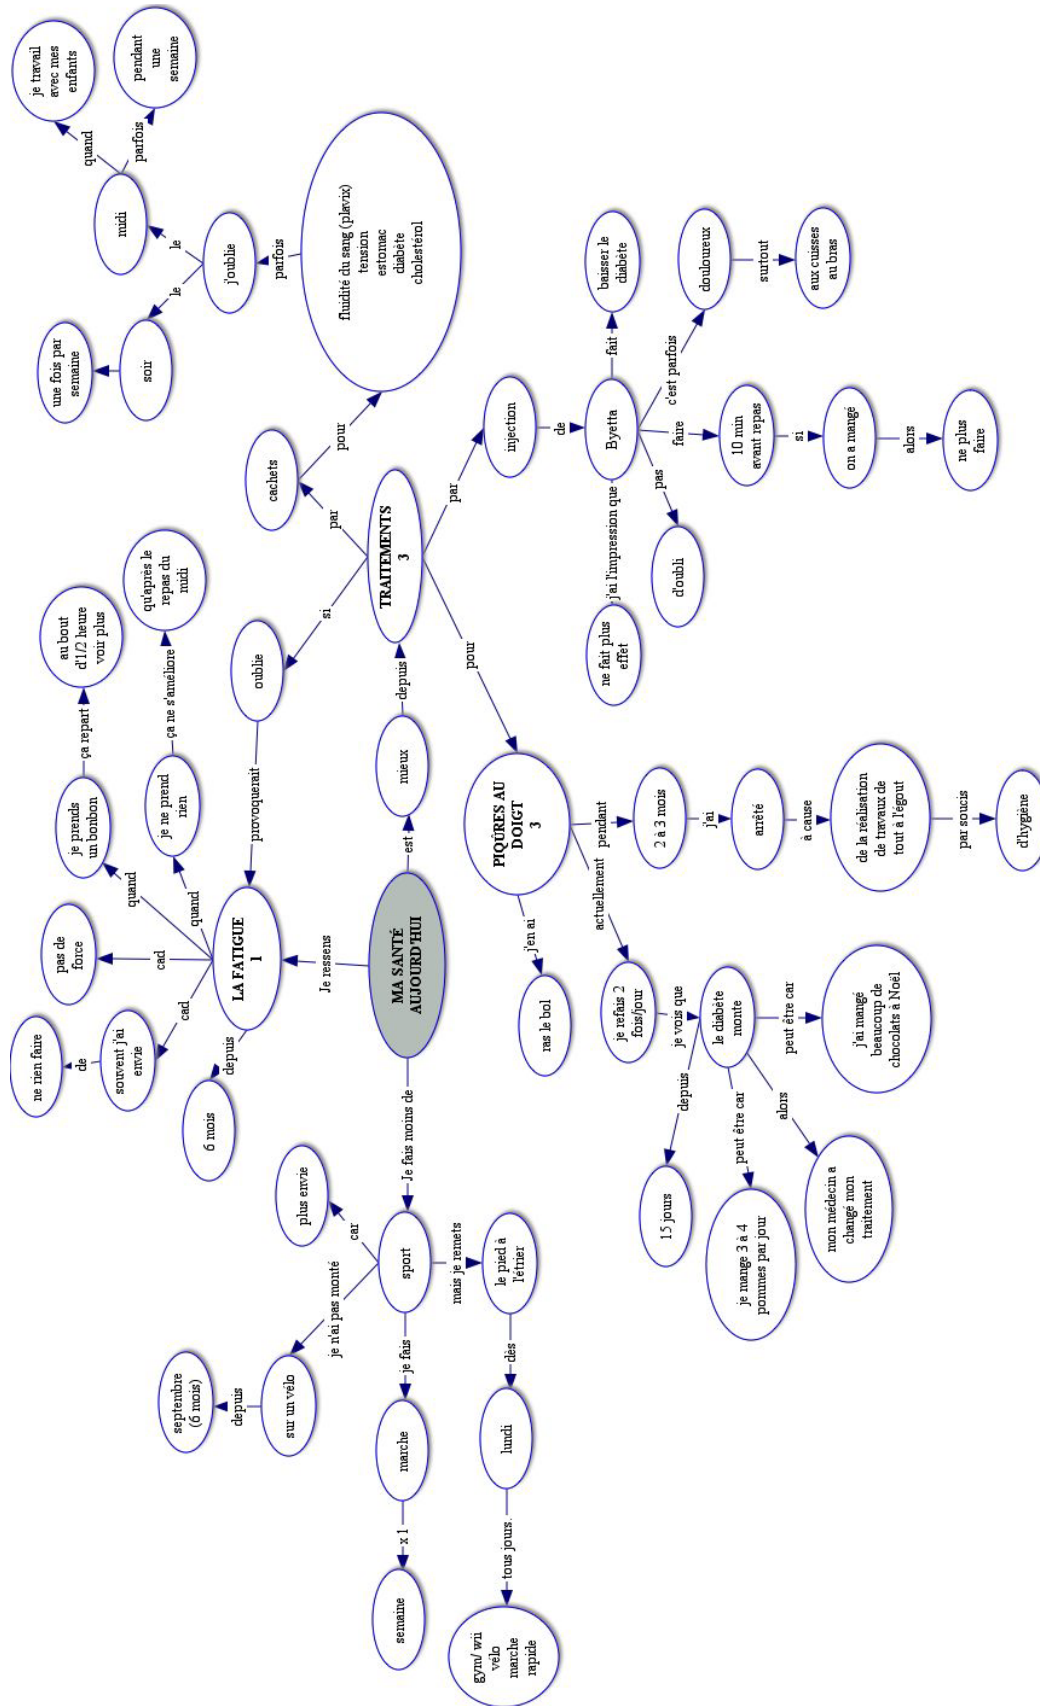 MA SANTÉ
AUJOURD'HUI
Je ressens
LA FATIGUE
1
depuis
6 mois
cad
souvent j'ai
envie
de
ne rien faire
cad
pas de
force
quand
je prends
un bonbon
ça repart
au bout
d'1/2 heure
voir plus
quand
je ne prend
rien
ça ne s'améliore
qu'après le
repas du
midi
est
mieux
depuis
TRAITEMENTS
3
si
oublie
provoquerait
par
cachets
pour
fluidité du sang (plavix)
tension
estomac
diabète
cholestérol
parfois
j'oublie
le
soir
une fois par
semaine
le
midi
quand
je travail
avec mes
enfants
parfois
pendant
une
semaine
par
injection
de
Byetta
j'ai l'impression que
ne fait plus
effet
pas
d'oubli
faire
10 min
avant repas
si
on a mangé
alors
ne plus
faire
c'est parfois
douloureux
surtout
aux cuisses
au bras
fait
baisser le
diabète
pour
PIQÛRES AU
DOIGT
3
j'en ai
ras le bol
actuellement
je refais 2
fois/jour
je vois que
le diabète
monte
depuis
15 jours
peut être car
je mange 3 à 4
pommes par jour
alors
mon médecin a
changé mon
traitement
peut être car
j'ai mangé
beaucoup de
chocolats à Noël
pendant
2 à 3 mois
j'ai
arrêté
à cause
de la réalisation
de travaux de
tout à l'égout
par soucis
d'hygiène
Je fais moins de
sport
car
plus envie
je n'ai pas monté
sur un vélo
depuis
septembre
(6 mois)
je fais
marche
x 1
semaine
mais je remets
le pied à
l'étrier
dès
lundi
tous jours.
gym/ wii
vélo
marche
rapide